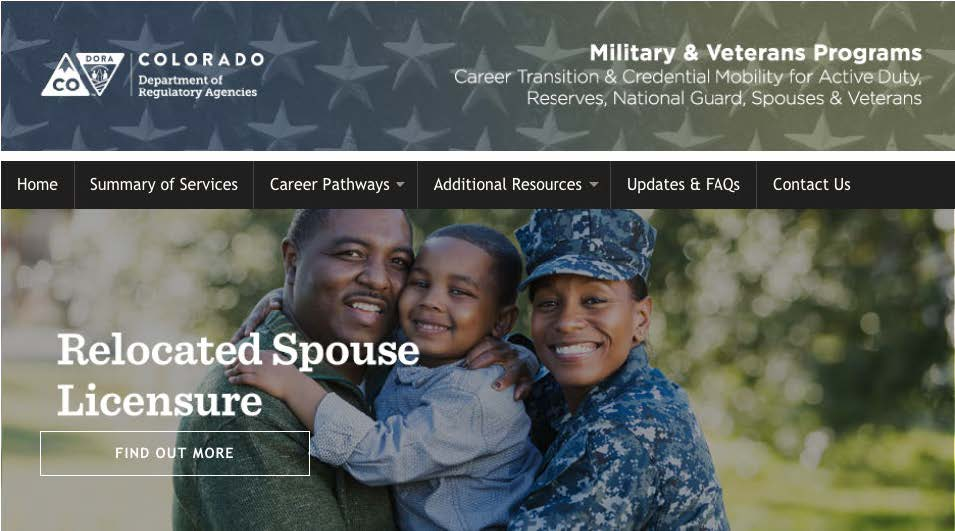 DORA
CO
COLORADO
Department of
Regulatory Agencies
Military & Veterans Programs
Career Transition & Credential Mobility for Active Duty,
Reserves, National Guard, Spouses & Veterans
Home Summary of Services Career Pathways Additional Resources Updates & FAQs Contact Us
Relocated Spouse
Licensure
FIND OUT MORE